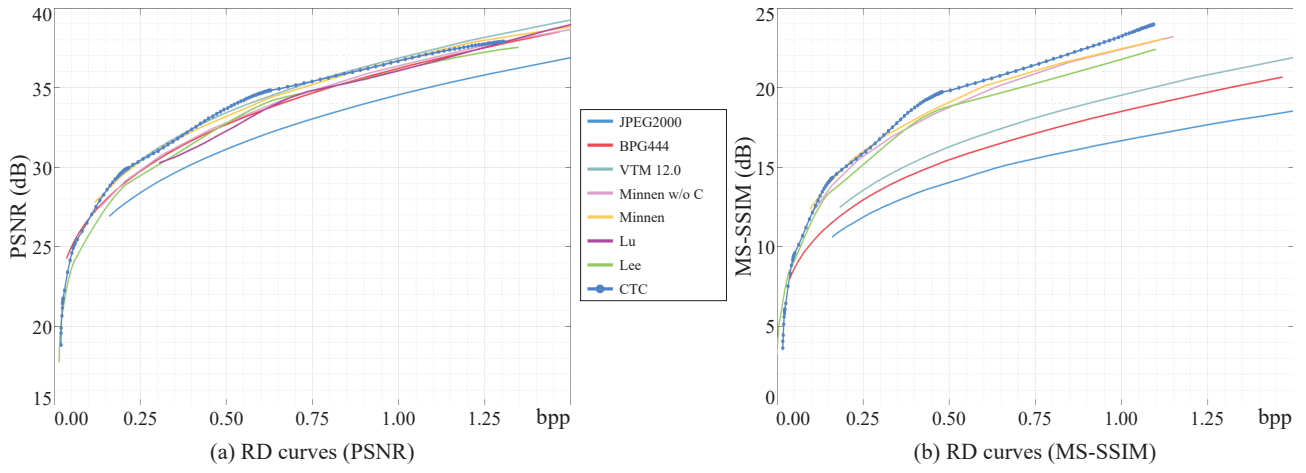 40
35
30
25
20
15
PSNR (dB)
0.00 0.25 0.50 0.75 1.00 1.25 bpp
(a) RD curves (PSNR)
JPEG2000
BPG444
VTM 12.0
Minnen w/o C
Minnen
Lu
Lee
CTC
25
20
15
10
5
0
MS-SSIM (dB)
0.00 0.25 0.50 0.75 1.00 1.25 bpp
(b) RD curves (MS-SSIM)